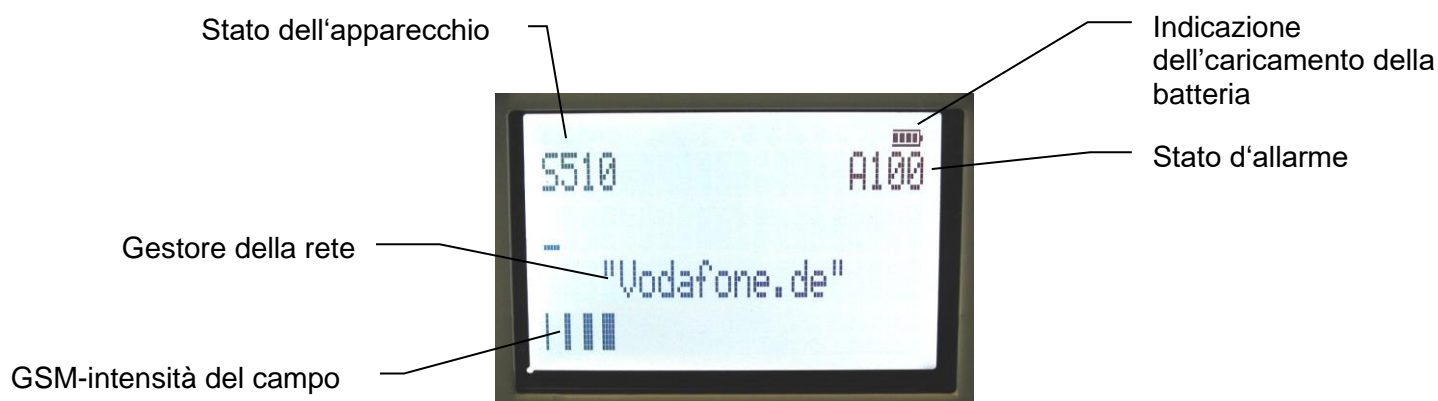 Stato dell‘apparecchio
Indicazione
dell’caricamento della
batteria
S510
A100
Stato d‘allarme
Gestore della rete
"Vodafone.de"
GSM-intensità del campo